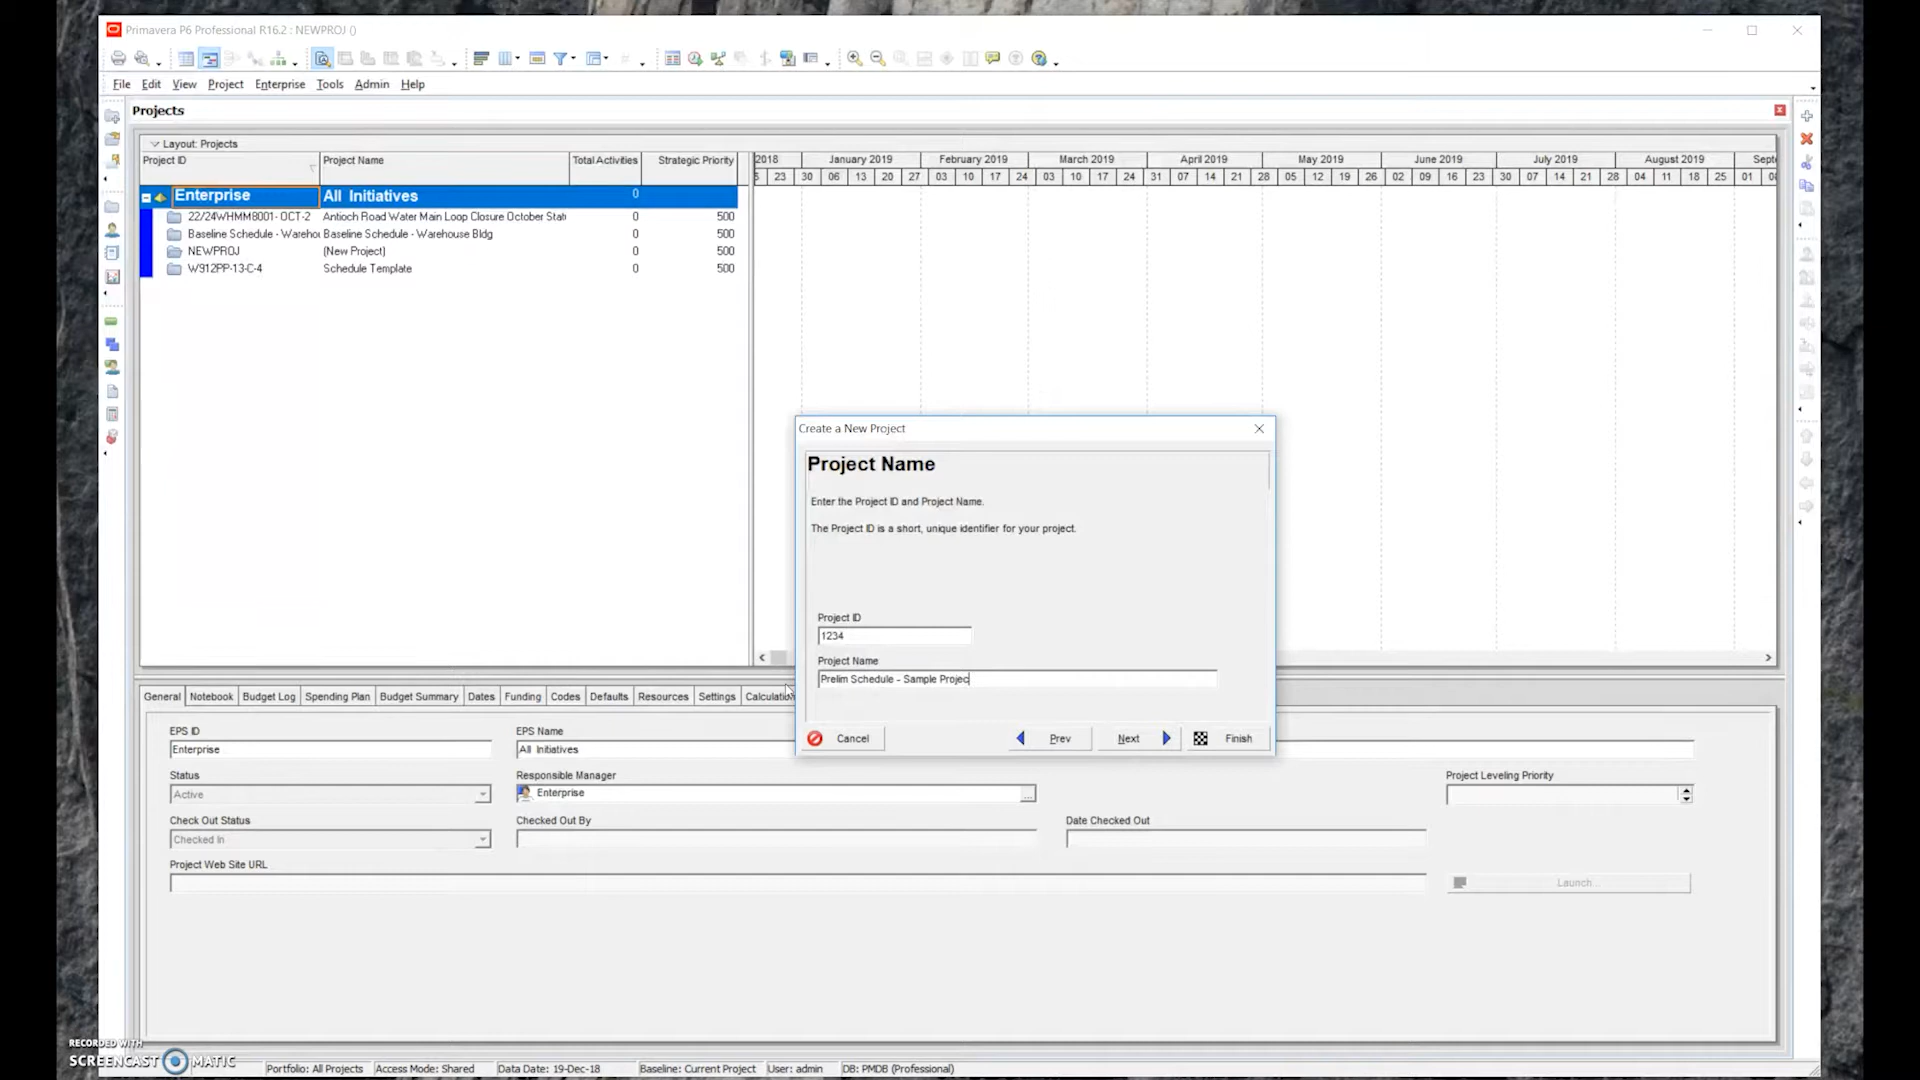 Primavera P6 Professional R16.2 : NEWPROJ ()
File Edit View Project Enterprise Tools Admin Help
Projects
Layout: Projects
Project ID Project Name Total Activities Strategic Priority
2018 January 2019 February 2019 March 2019 April 2019 May 2019 June 2019 July 2019 August 2019 Septe
23 30 06 13 20 27 03 10 17 24 03 10 17 24 31 07 14 21 28 05 12 19 26 02 09 16 23 30 07 14 21 28 04 11 18 25 01
Enterprise All Initiatives 0
22/24WHMM8001- OCT-2 Antioch Road Water Main Loop Closure October Stat 0 500
Baseline Schedule - Warehou Baseline Schedule - Warehouse Bldg 0 500
NEWPROJ (New Project) 0 500
W912PP-13-C-4 Schedule Template 0 500
Create a New Project
Project Name
Enter the Project ID and Project Name.
The Project ID is a short, unique identifier for your project.
Project ID
1234
Project Name
Prelim Schedule - Sample Projec
Cancel Prev Next Finish
General Notebook Budget Log Spending Plan Budget Summary Dates Funding Codes Defaults Resources Settings Calculatio
EPS ID EPS Name
Enterprise All Initiatives
Status Responsible Manager Project Leveling Priority
Active Enterprise ...
Check Out Status Checked Out By Date Checked Out
Checked In
Project Web Site URL
Launch...
RECORDED WITH
SCREENCAST MATIC
Portfolio: All Projects Access Mode: Shared Data Date: 19-Dec-18 Baseline: Current Project User: admin DB: PMDB (Professional)